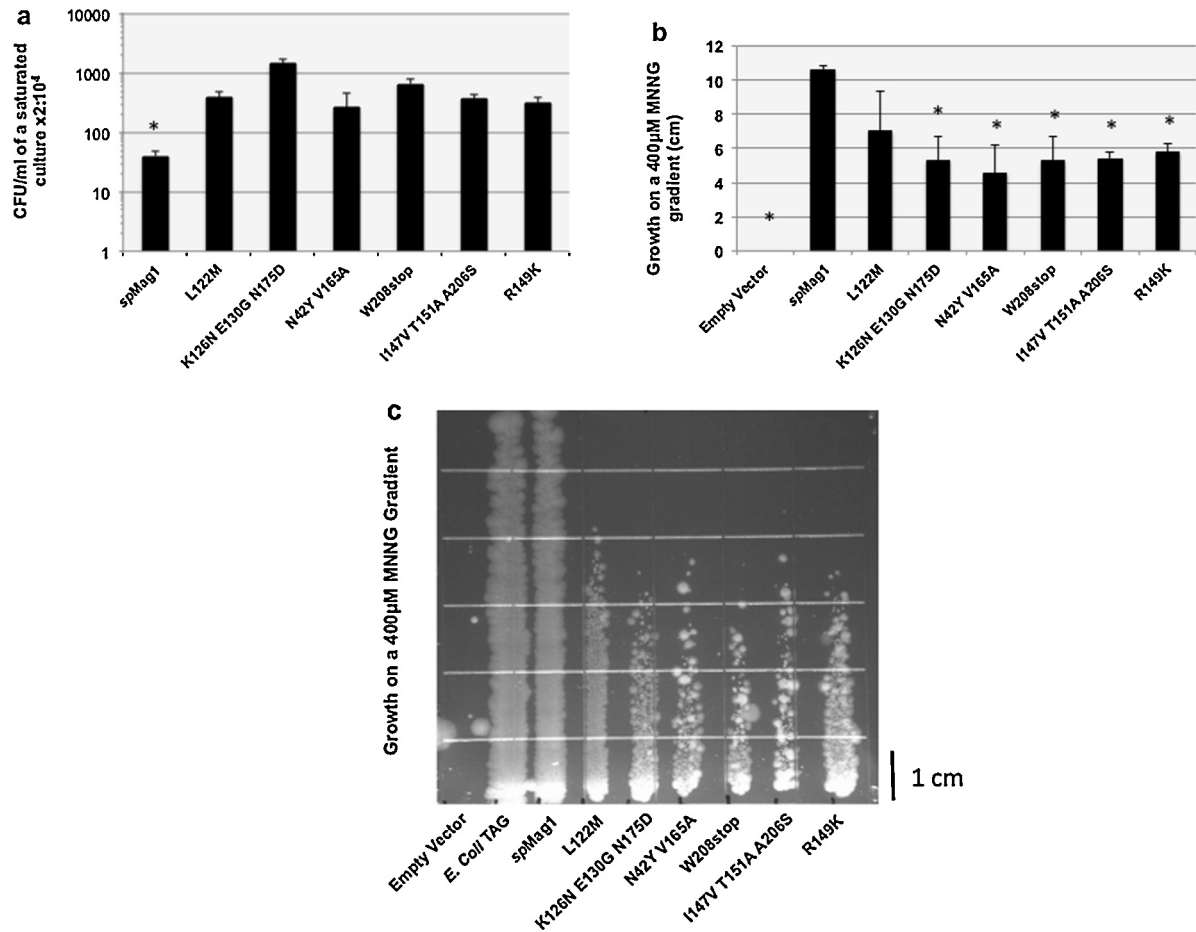 a
10000
1000
100
10
1
CFU/ml of a saturated
culturo x2:10⁴
*
spMag1
L122M
K126N E130G N175D
N42Y V165A
W208stop
I147V T151A A206S
R149K
b
12
10
8
6
4
2
0
Growth on a 400µM MNNG
gradient (cm)
*
*
*
*
*
*
Empty Vector
spMag1
L122M
K126N E130G N175D
N42Y V165A
W208stop
I147V T151A A206S
R149K
c
Growth on a 400µM MNNG Gradient
1 cm
Empty Vector
E. Coli TAG
spMag1
L122M
K126N E130G N175D
N42Y V165A
W208stop
I147V T151A A206S
R149K